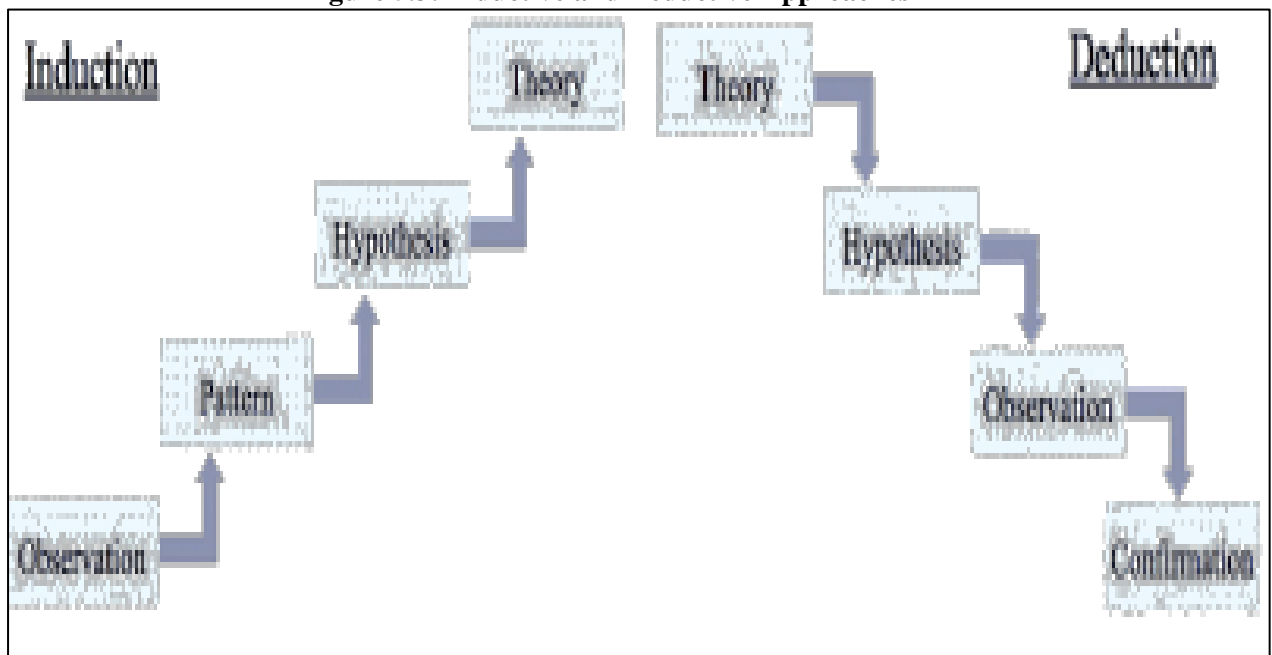 Induction
Theory
Hypothesis
Pattern
Observation
Deduction
Theory
Hypothesis
Observation
Confirmation